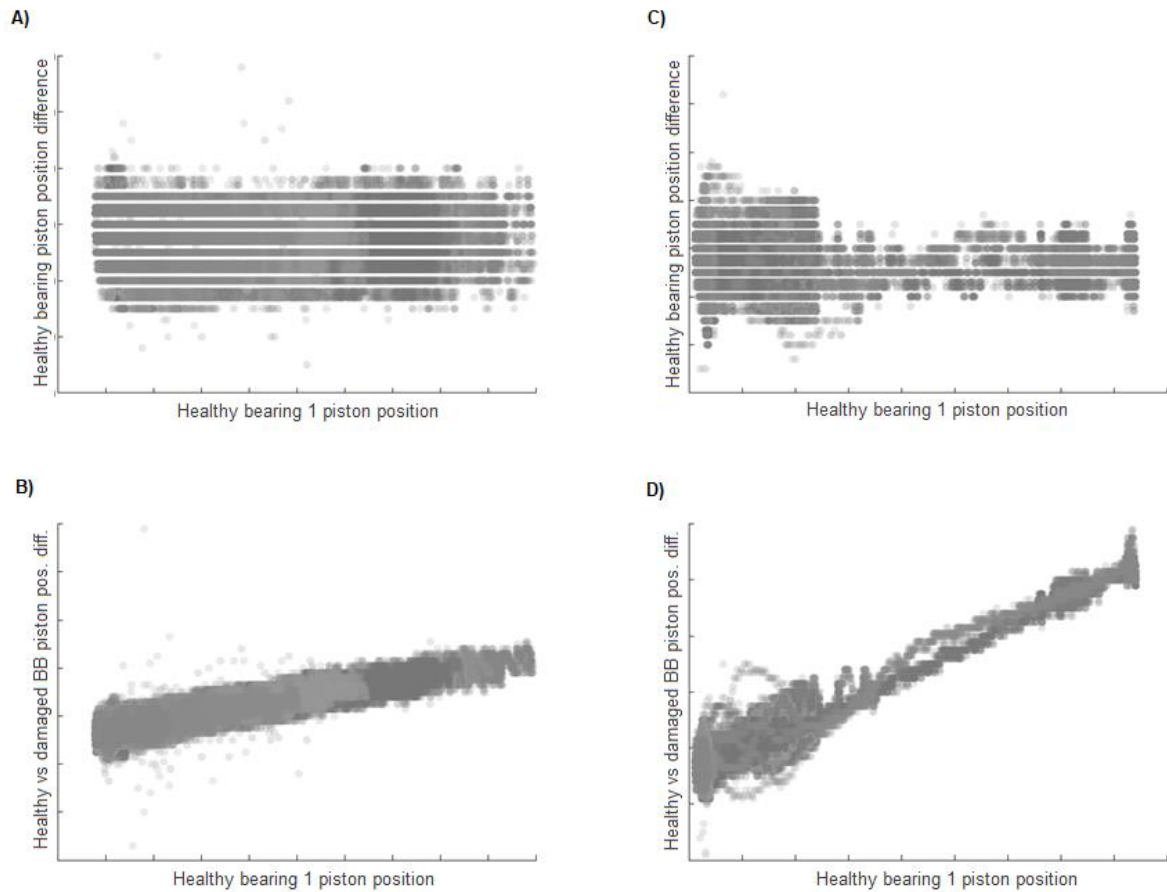 A)
Healthy bearing piston position difference
Healthy bearing 1 piston position
C)
Healthy bearing piston position difference
Healthy bearing 1 piston position
B)
Healthy vs damaged BB piston pos. diff.
Healthy bearing 1 piston position
D)
Healthy vs damaged BB piston pos. diff.
Healthy bearing 1 piston position